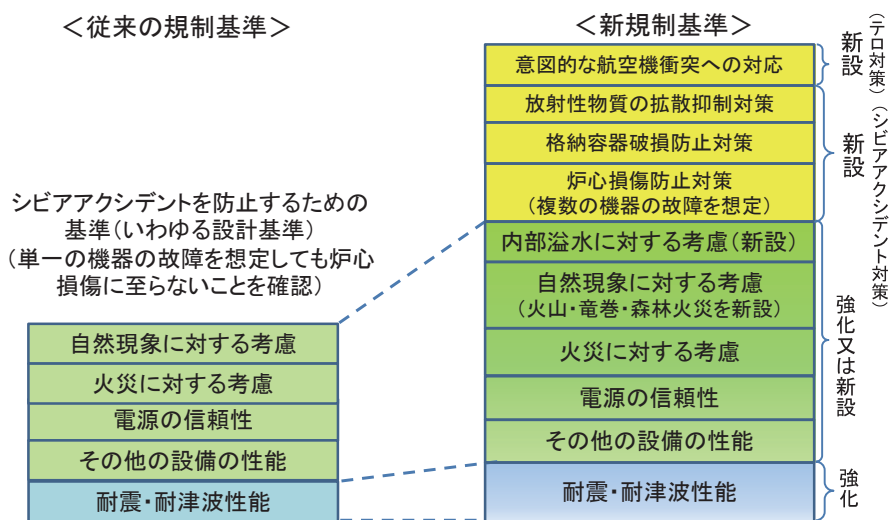 ＜従来の規制基準＞
シビアアクシデントを防止するための
基準(いわゆる設計基準)
(単一の機器の故障を想定しても炉心
損傷に至らないことを確認)
自然現象に対する考慮
火災に対する考慮
電源の信頼性
その他の設備の性能
耐震・耐津波性能
＜新規制基準＞
意図的な航空機衝突への対応
放射性物質の拡散抑制対策
格納容器破損防止対策
炉心損傷防止対策
(複数の機器の故障を想定)
内部溢水に対する考慮(新設)
自然現象に対する考慮
(火山・竜巻・森林火災を新設)
火災に対する考慮
電源の信頼性
その他の設備の性能
耐震・耐津波性能
新設
(テロ対策)
新設
(シビアアクシデント対策)
強化又は新設
強化